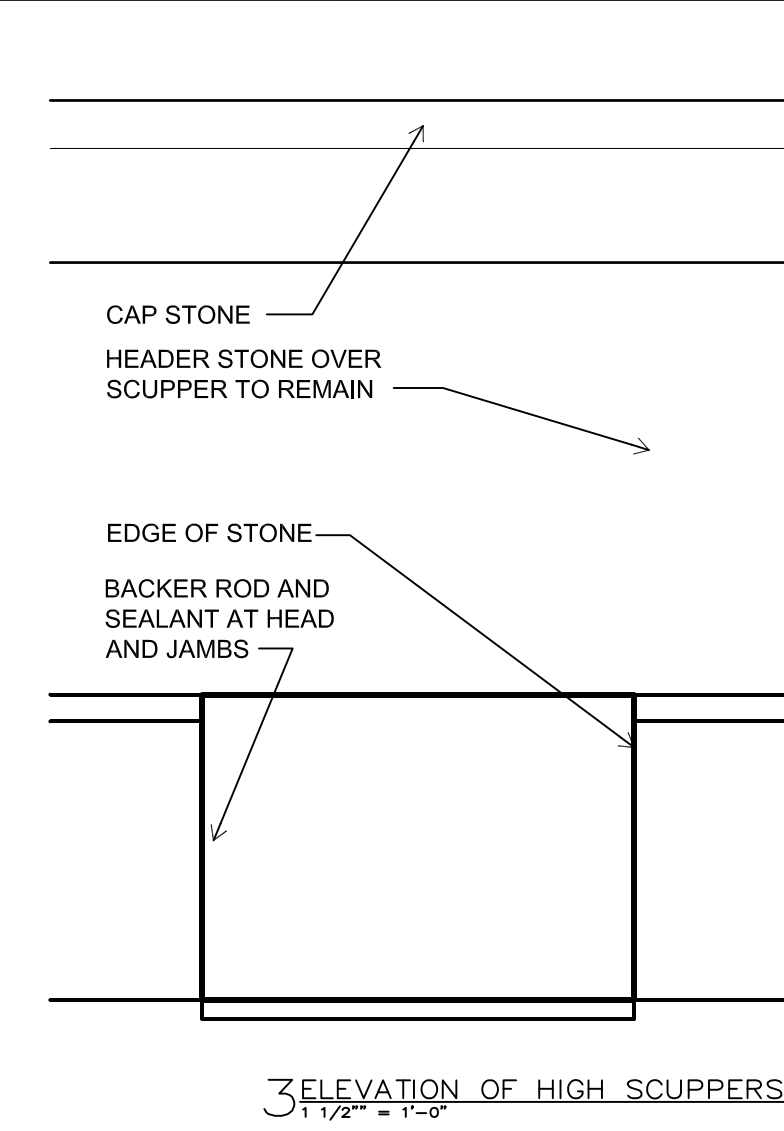 CAP STONE
HEADER STONE OVER
SCUPPER TO REMAIN
EDGE OF STONE
BACKER ROD AND
SEALANT AT HEAD
AND JAMBS
3 ELEVATION OF HIGH SCUPPERS
1 1/2"" = 1'-0"